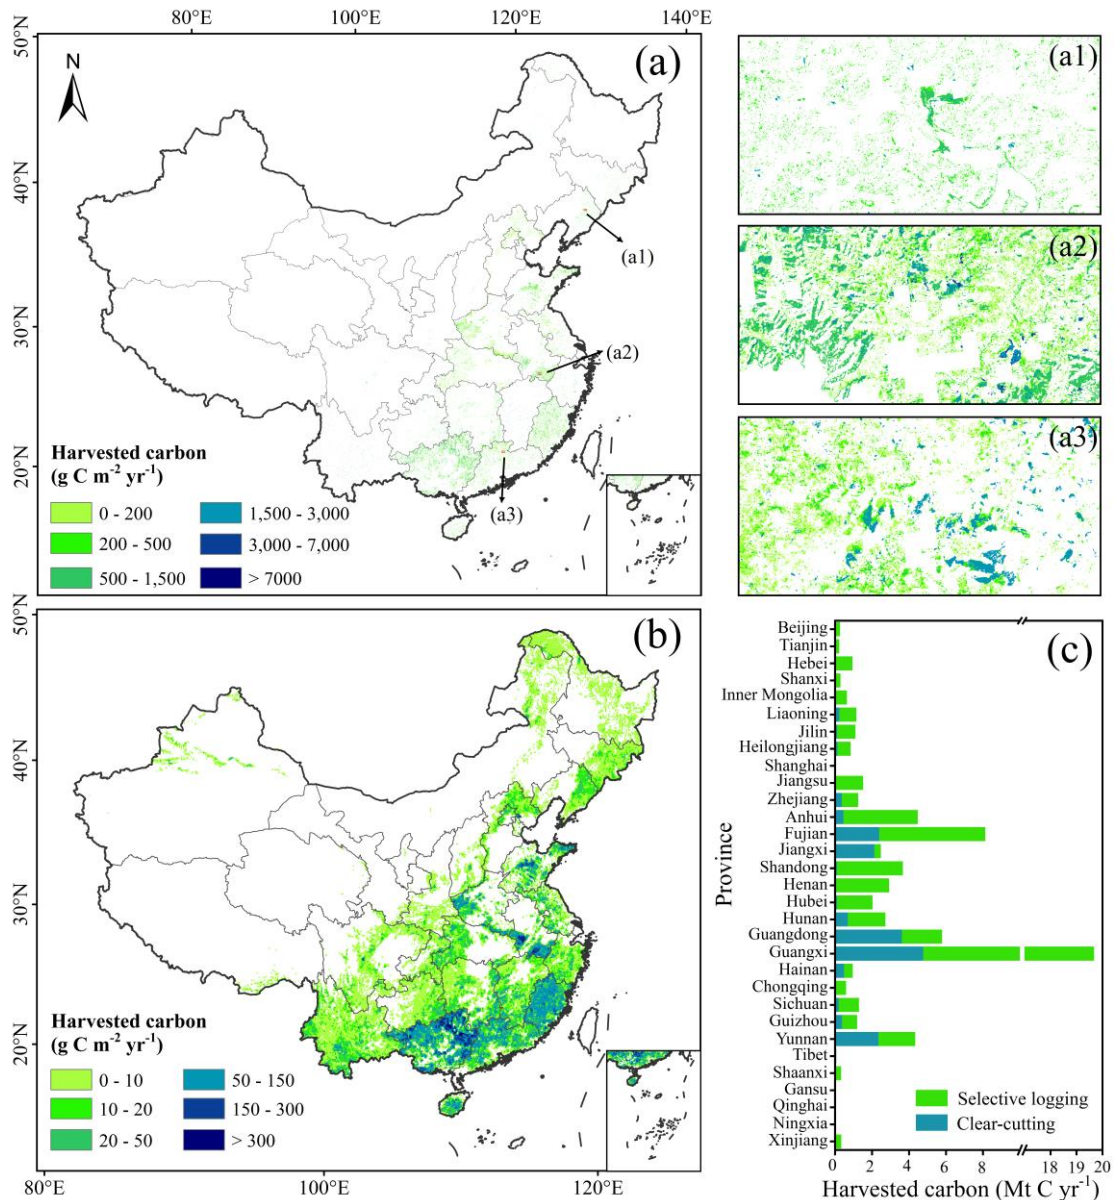 80°E 100°E 120°E 140°E
50°N
40°N
30°N
20°N
N
(a)
(a1)
(a2)
(a3)
Harvested carbon
(g C m⁻² yr⁻¹)
0 - 200
200 - 500
500 - 1,500
1,500 - 3,000
3,000 - 7,000
> 7000
(a1)
(a2)
(a3)
50°N
40°N
30°N
20°N
(b)
Harvested carbon
(g C m⁻² yr⁻¹)
0 - 10
10 - 20
20 - 50
50 - 150
150 - 300
> 300
80°E 100°E 120°E
(c)
Province
Beijing
Tianjin
Hebei
Shanxi
Inner Mongolia
Liaoning
Jilin
Heilongjiang
Shanghai
Jiangsu
Zhejiang
Anhui
Fujian
Jiangxi
Shandong
Henan
Hubei
Hunan
Guangdong
Guangxi
Hainan
Chongqing
Sichuan
Guizhou
Yunnan
Tibet
Shaanxi
Gansu
Qinghai
Ningxia
Xinjiang
Selective logging
Clear-cutting
0 2 4 6 8 18 19 20
Harvested carbon (Mt C yr⁻¹)